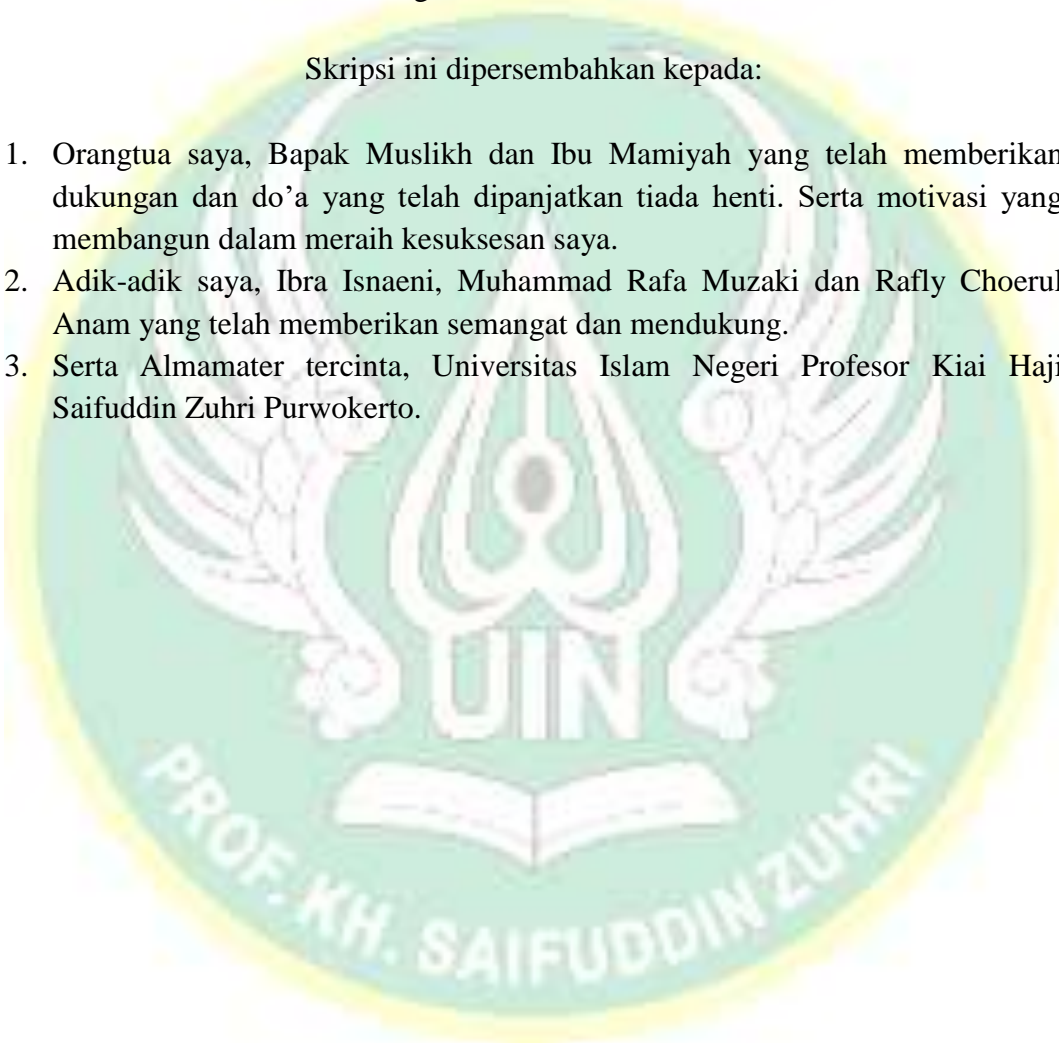 Skripsi ini dipersembahkan kepada:
1. Orangtua saya, Bapak Muslikh dan Ibu Mamiyah yang telah memberikan
dukungan dan do’a yang telah dipanjatkan tiada henti. Serta motivasi yang
membangun dalam meraih kesuksesan saya.
2. Adik-adik saya, Ibra Isnaeni, Muhammad Rafa Muzaki dan Rafly Choerul
Anam yang telah memberikan semangat dan mendukung.
3. Serta Almamater tercinta, Universitas Islam Negeri Profesor Kiai Haji
Saifuddin Zuhri Purwokerto.
UIN
PROF. KH. SAIFUDDIN ZUHRI